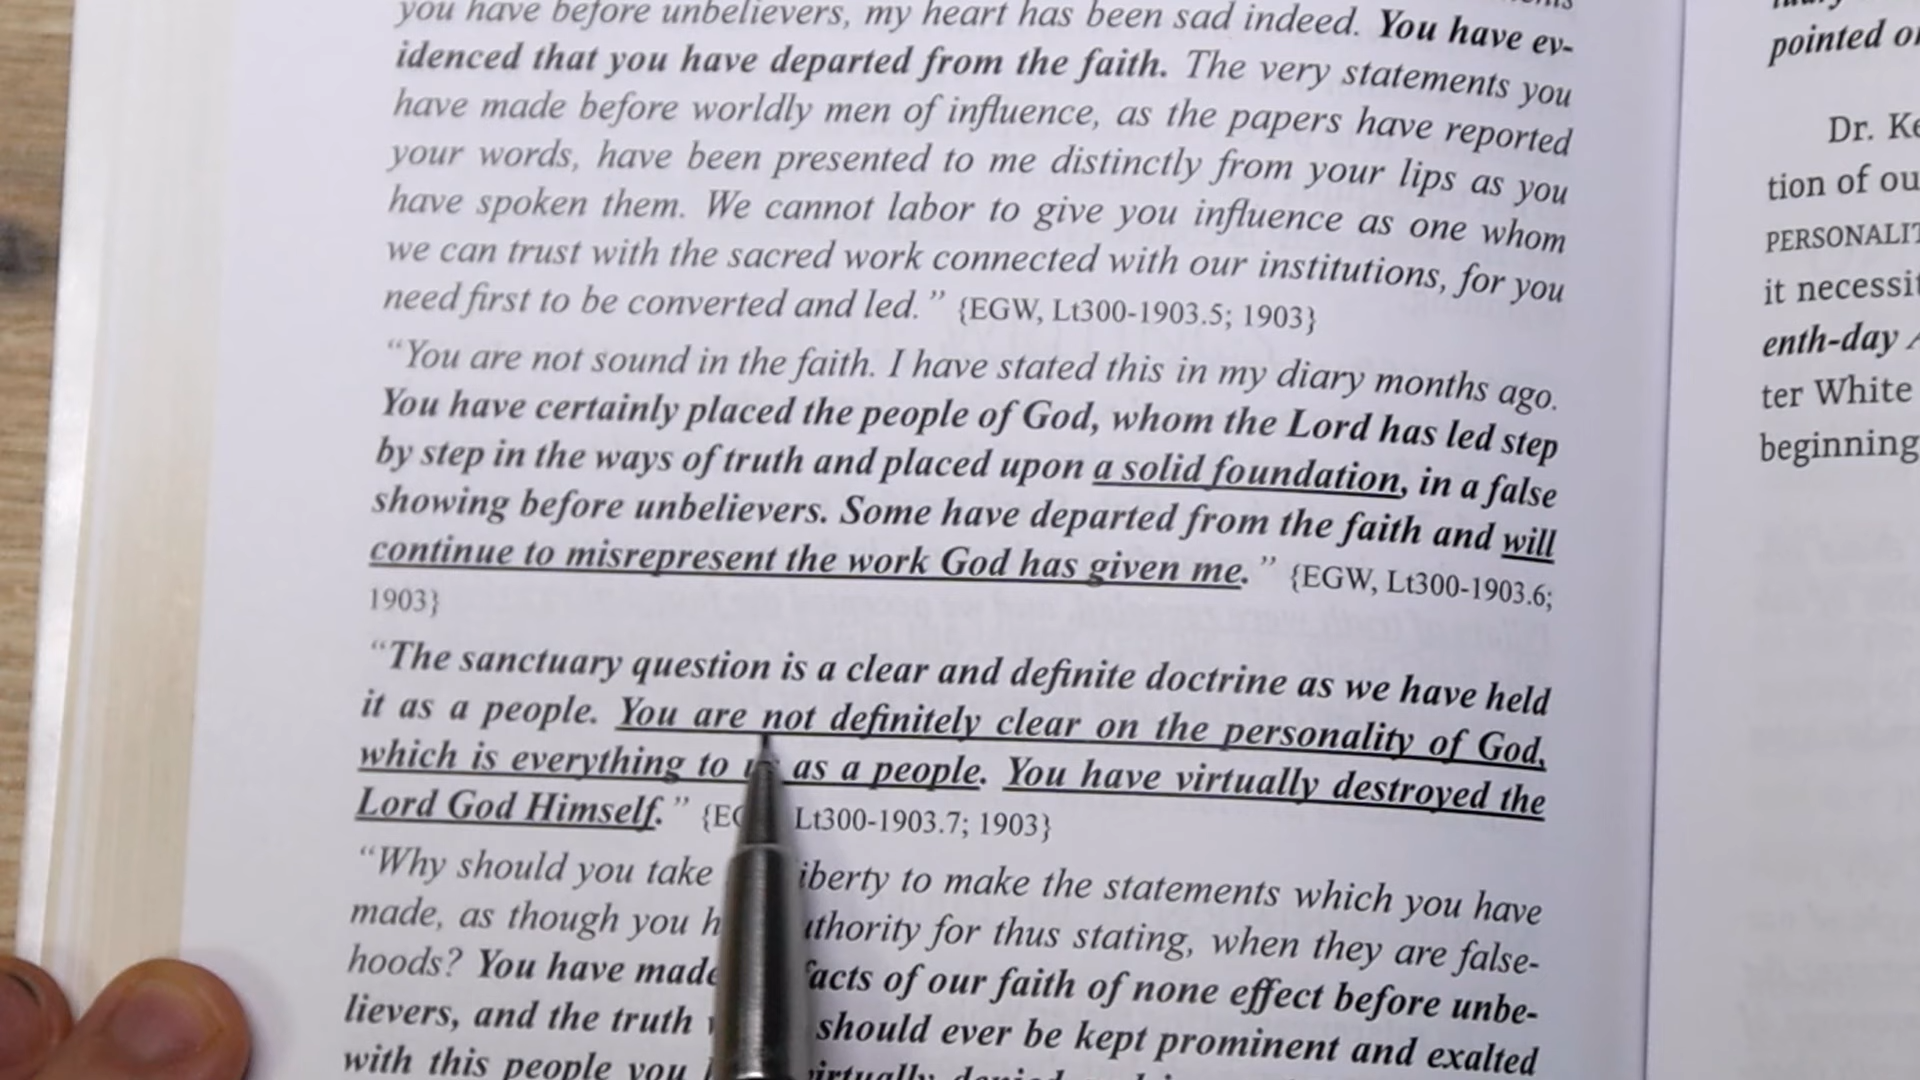 you have before unbelievers, my heart has been sad indeed. You have ev-
idenced that you have departed from the faith. The very statements you
have made before worldly men of influence, as the papers have reported
your words, have been presented to me distinctly from your lips as you
have spoken them. We cannot labor to give you influence as one whom
we can trust with the sacred work connected with our institutions, for you
need first to be converted and led.” {EGW, Lt300-1903.5; 1903}
“You are not sound in the faith. I have stated this in my diary months ago.
You have certainly placed the people of God, whom the Lord has led step
by step in the ways of truth and placed upon a solid foundation, in a false
showing before unbelievers. Some have departed from the faith and will
continue to misrepresent the work God has given me.” {EGW, Lt300-1903.6;
1903}
“The sanctuary question is a clear and definite doctrine as we have held
it as a people. You are not definitely clear on the personality of God,
which is everything to as a people. You have virtually destroyed the
Lord God Himself.” Lt300-1903.7; 1903}
“Why should you take liberty to make the statements which you have
made, as though you authority for thus stating, when they are false-
hoods? You have made facts of our faith of none effect before unbe-
lievers, and the truth should ever be kept prominent and exalted
with this people you virtually
pointed
Dr.
tion of
it
enth-day
ter White
beginning